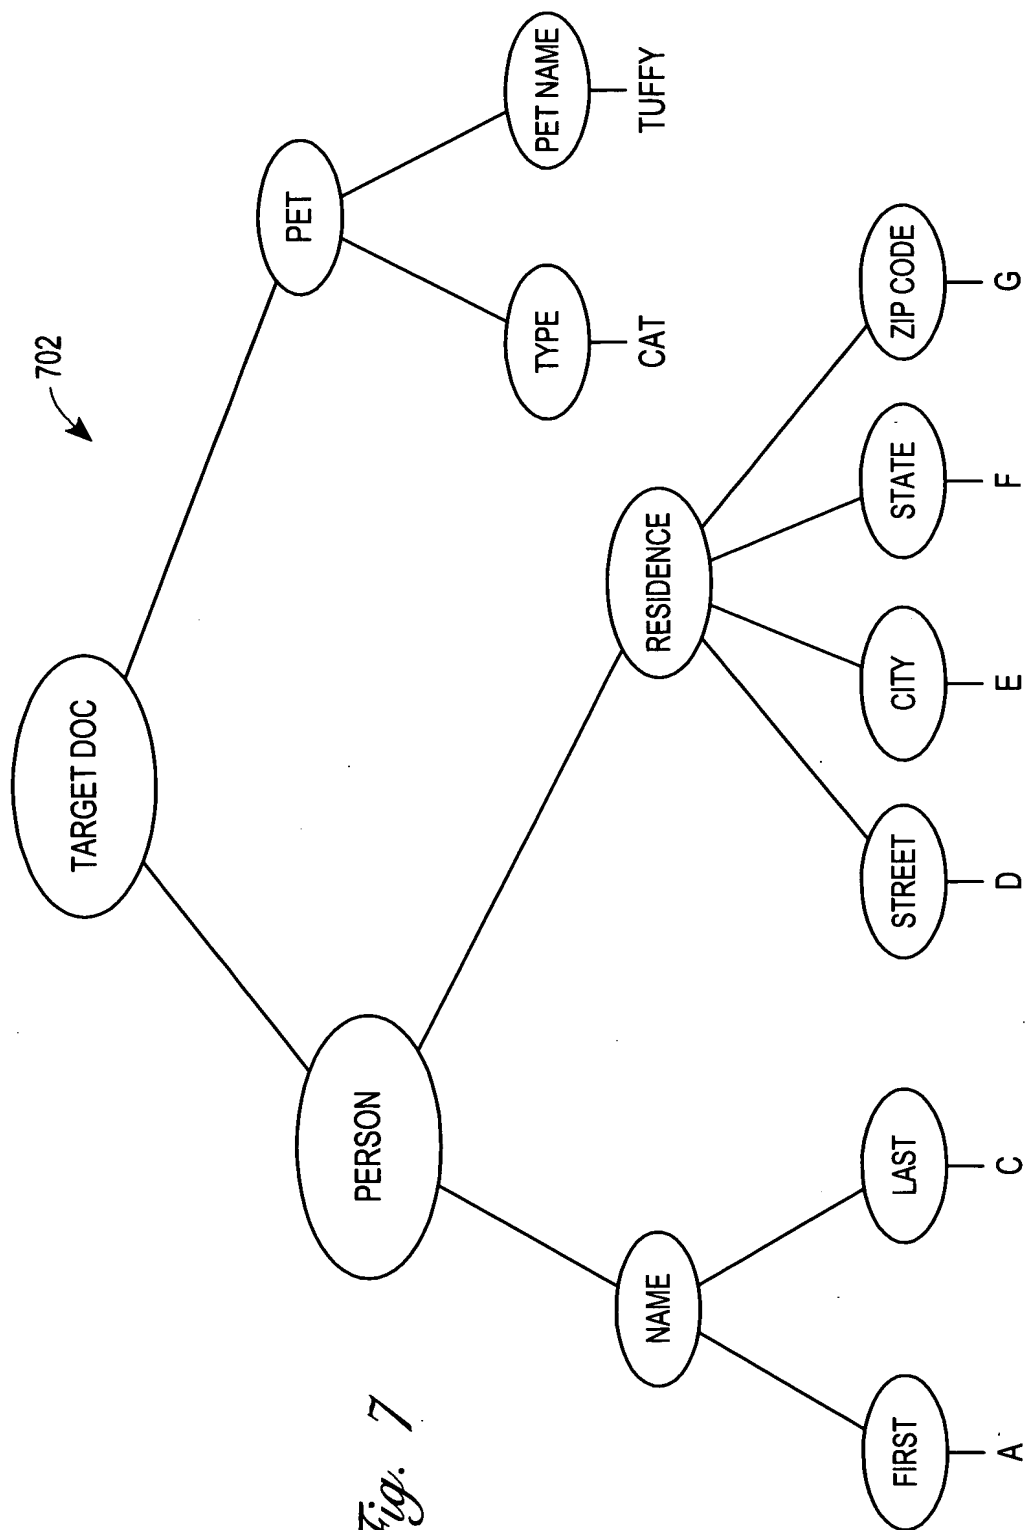 702
TARGET DOC
PERSON
PET
NAME
RESIDENCE
TYPE
PET NAME
CAT
TUFFY
FIRST
LAST
STREET
CITY
STATE
ZIP CODE
A
C
D
E
F
G
Fig. 7